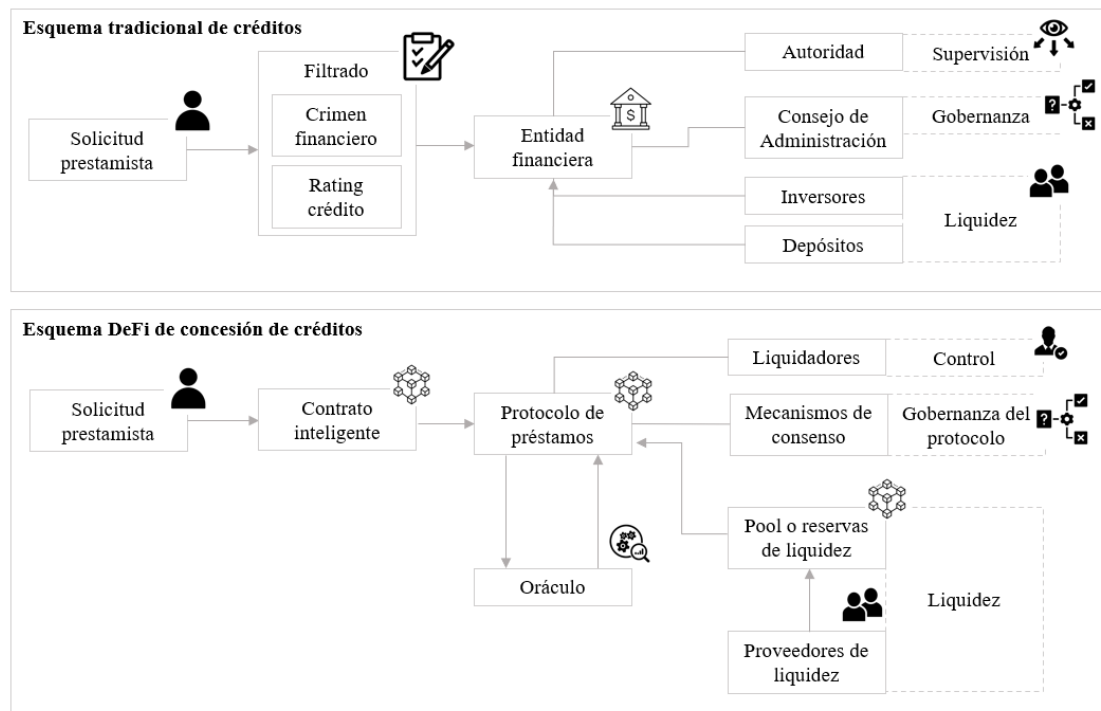 Esquema tradicional de créditos
Solicitud
prestamista
Filtrado
Crimen
financiero
Rating
crédito
Entidad
financiera
Autoridad
Supervisión
Consejo de
Administración
Gobernanza
Inversores
Depósitos
Liquidez
Esquema DeFi de concesión de créditos
Solicitud
prestamista
Contrato
inteligente
Protocolo de
préstamos
Oráculo
Liquidadores
Control
Mecanismos de
consenso
Gobernanza del
protocolo
Pool o reservas
de liquidez
Proveedores de
liquidez
Liquidez